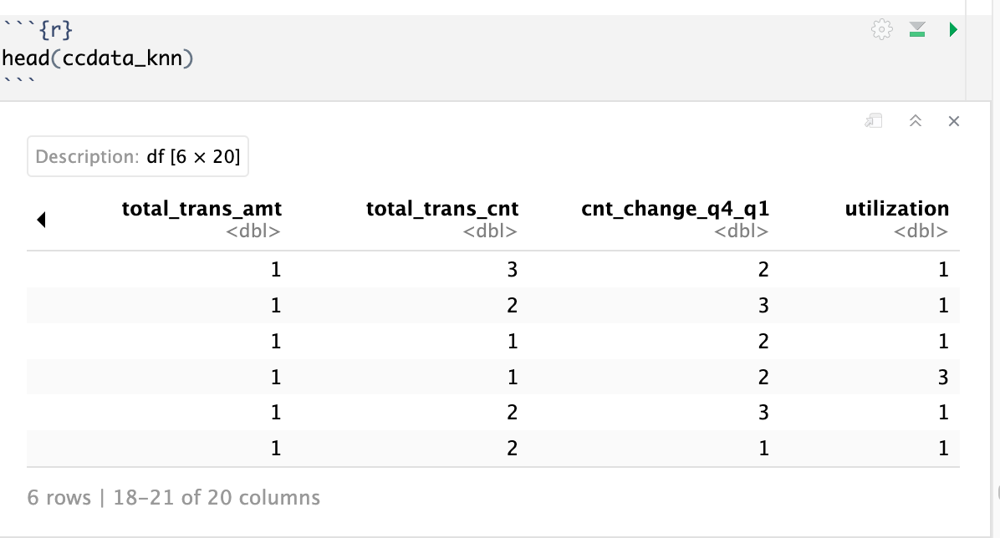 ```{r}
head(ccdata_knn)
```
Description: df [6 × 20]
total_trans_amt total_trans_cnt cnt_change_q4_q1 utilization
<dbl> <dbl> <dbl> <dbl>
1 3 2 1
1 2 3 1
1 1 2 1
1 1 2 3
1 2 3 1
1 2 1 1
6 rows | 18–21 of 20 columns